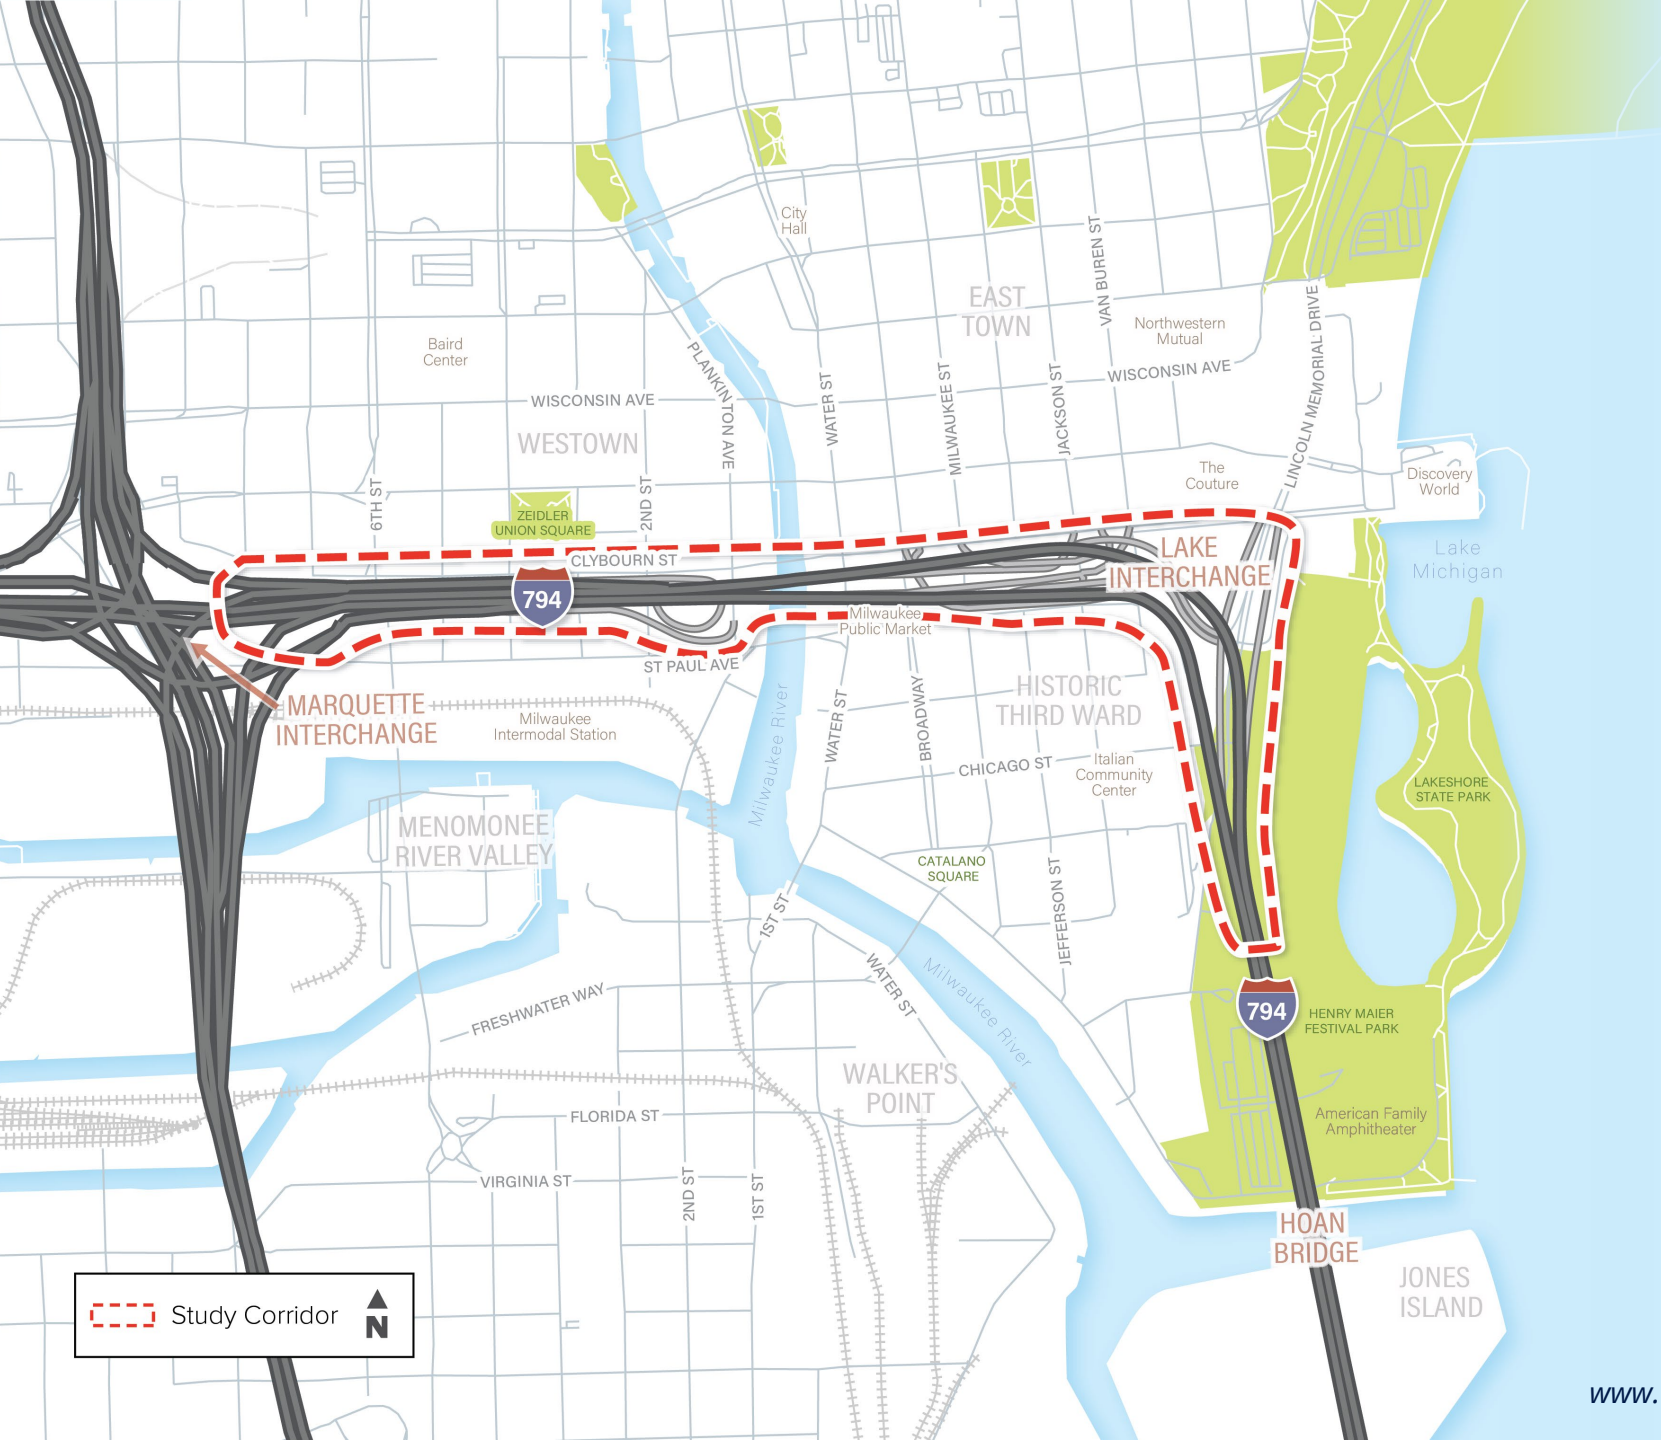 City
Hall
VAN BUREN ST
EAST
TOWN
LINCOLN MEMORIAL DRIVE
Northwestern
Mutual
Baird
Center
PLANKINTON AVE
WISCONSIN AVE
WATER ST
MILWAUKEE ST
JACKSON ST
WISCONSIN AVE
WESTOWN
The
Couture
Discovery
World
6TH ST
2ND ST
ZEIDLER
UNION SQUARE
CLYBOURN ST
LAKE
INTERCHANGE
Lake
Michigan
794
Milwaukee
Public Market
ST PAUL AVE
MARQUETTE
INTERCHANGE
Milwaukee
Intermodal Station
Milwaukee River
WATER ST
BROADWAY
HISTORIC
THIRD WARD
CHICAGO ST
Italian
Community
Center
LAKESHORE
STATE PARK
MENOMONEE
RIVER VALLEY
CATALANO
SQUARE
JEFFERSON ST
1ST ST
WATER ST
Milwaukee River
FRESHWATER WAY
794
HENRY MAIER
FESTIVAL PARK
WALKER'S
POINT
FLORIDA ST
American Family
Amphitheater
VIRGINIA ST
2ND ST
1ST ST
HOAN
BRIDGE
JONES
ISLAND
Study Corridor
N
www.